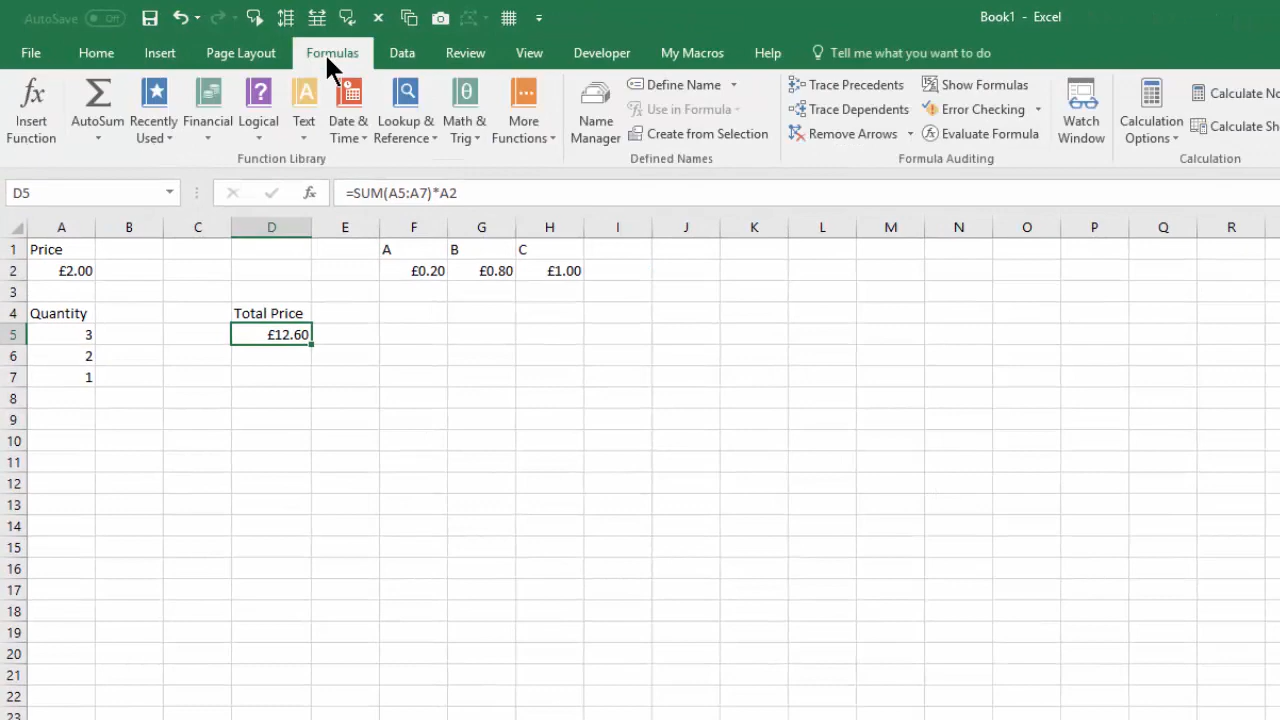 AutoSave Off
Book1 - Excel
File Home Insert Page Layout Formulas Data Review View Developer My Macros Help Tell me what you to do
fx Σ A θ
Insert Function
AutoSum
Recently Used
Financial
Logical
Text
Date & Time
Lookup & Reference
Math & Trig
More Functions
Function Library
Name Manager
Define Name
Use in Formula
Create from Selection
Defined Names
Trace Precedents
Trace Dependents
Remove Arrows
Show Formulas
Error Checking
Evaluate Formula
Formula Auditing
Watch Window
Calculation Options
Calculate
Calculate
Calculation
D5 fx =SUM(A5:A7)*A2
A B C D E F G H I J K L M N O P Q R
1 Price A B C
2 £2.00 £0.20 £0.80 £1.00
3
4 Quantity Total Price
5 3 £12.60
6 2
7 1
8
9
10
11
12
13
14
15
16
17
18
19
20
21
22
23